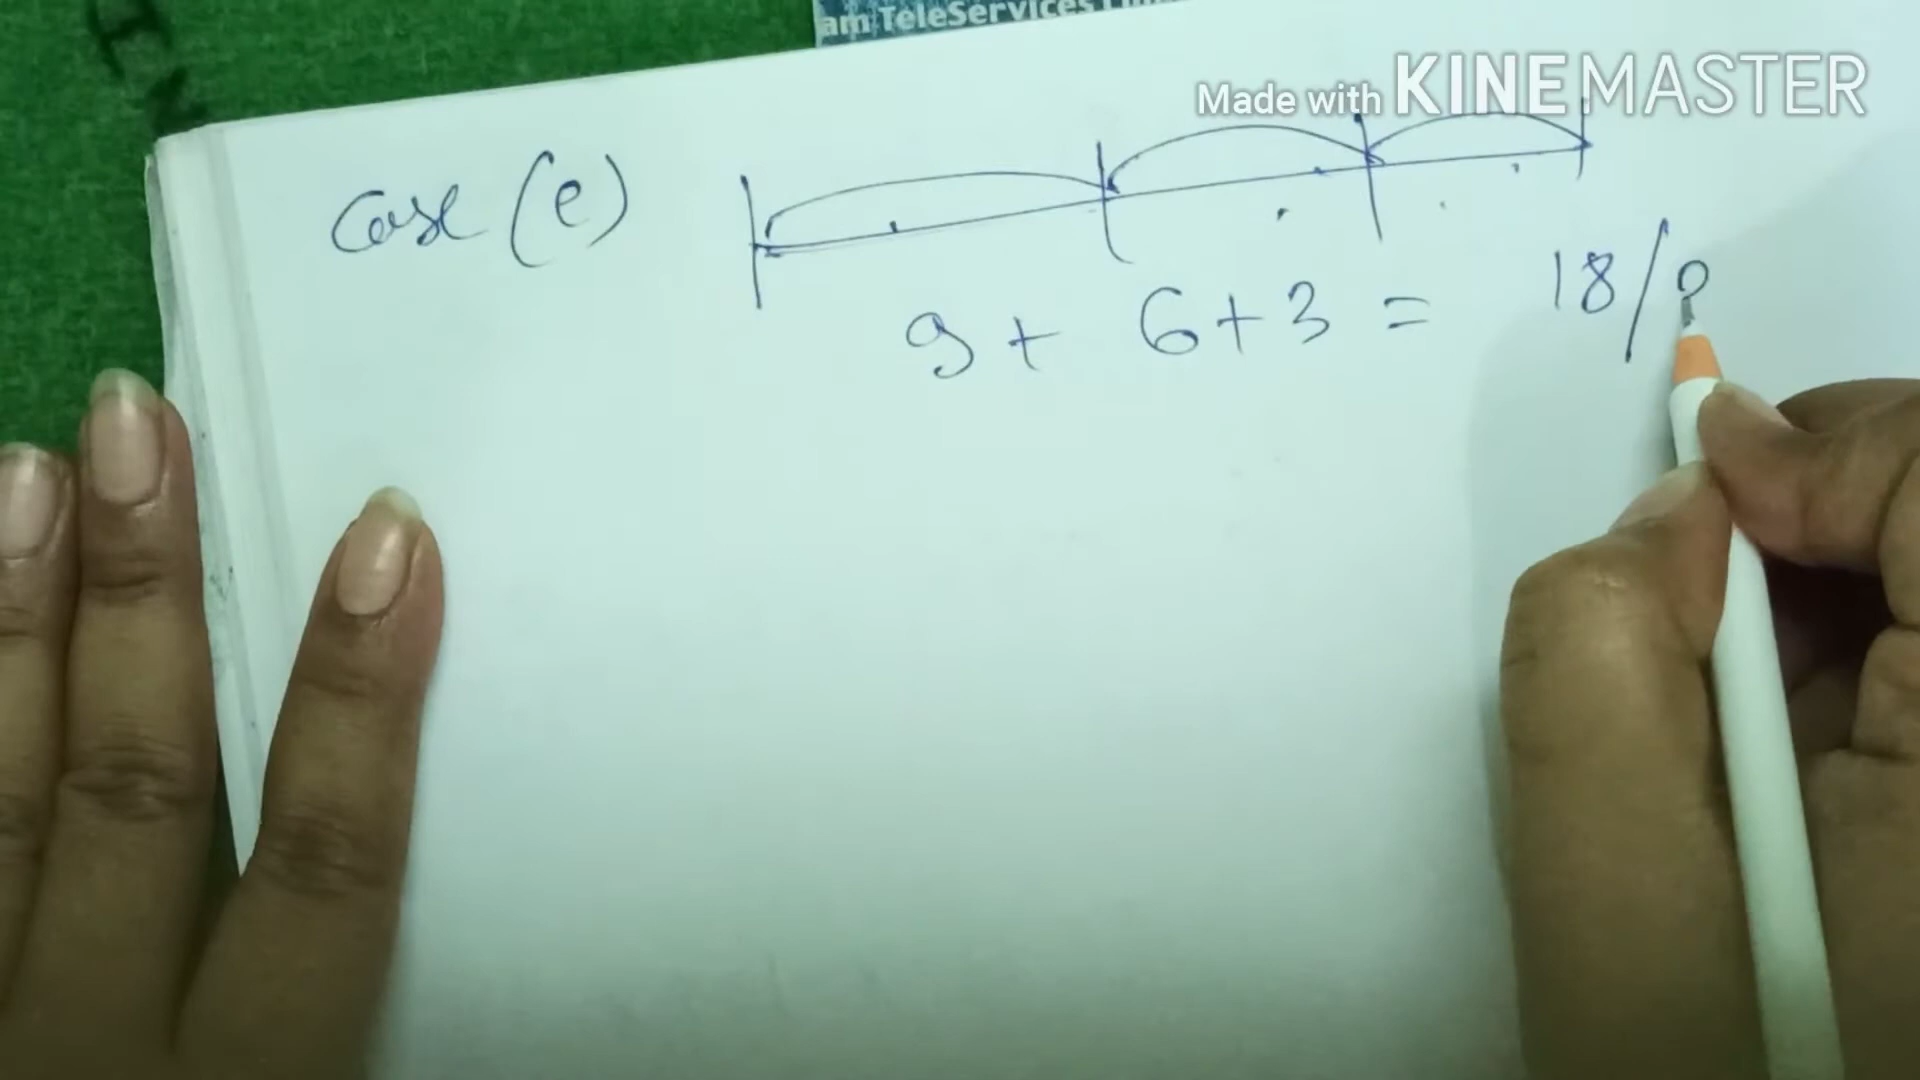 am TeleServices
Made with KINEMASTER
Case (e)
9 + 6 + 3 = 18/